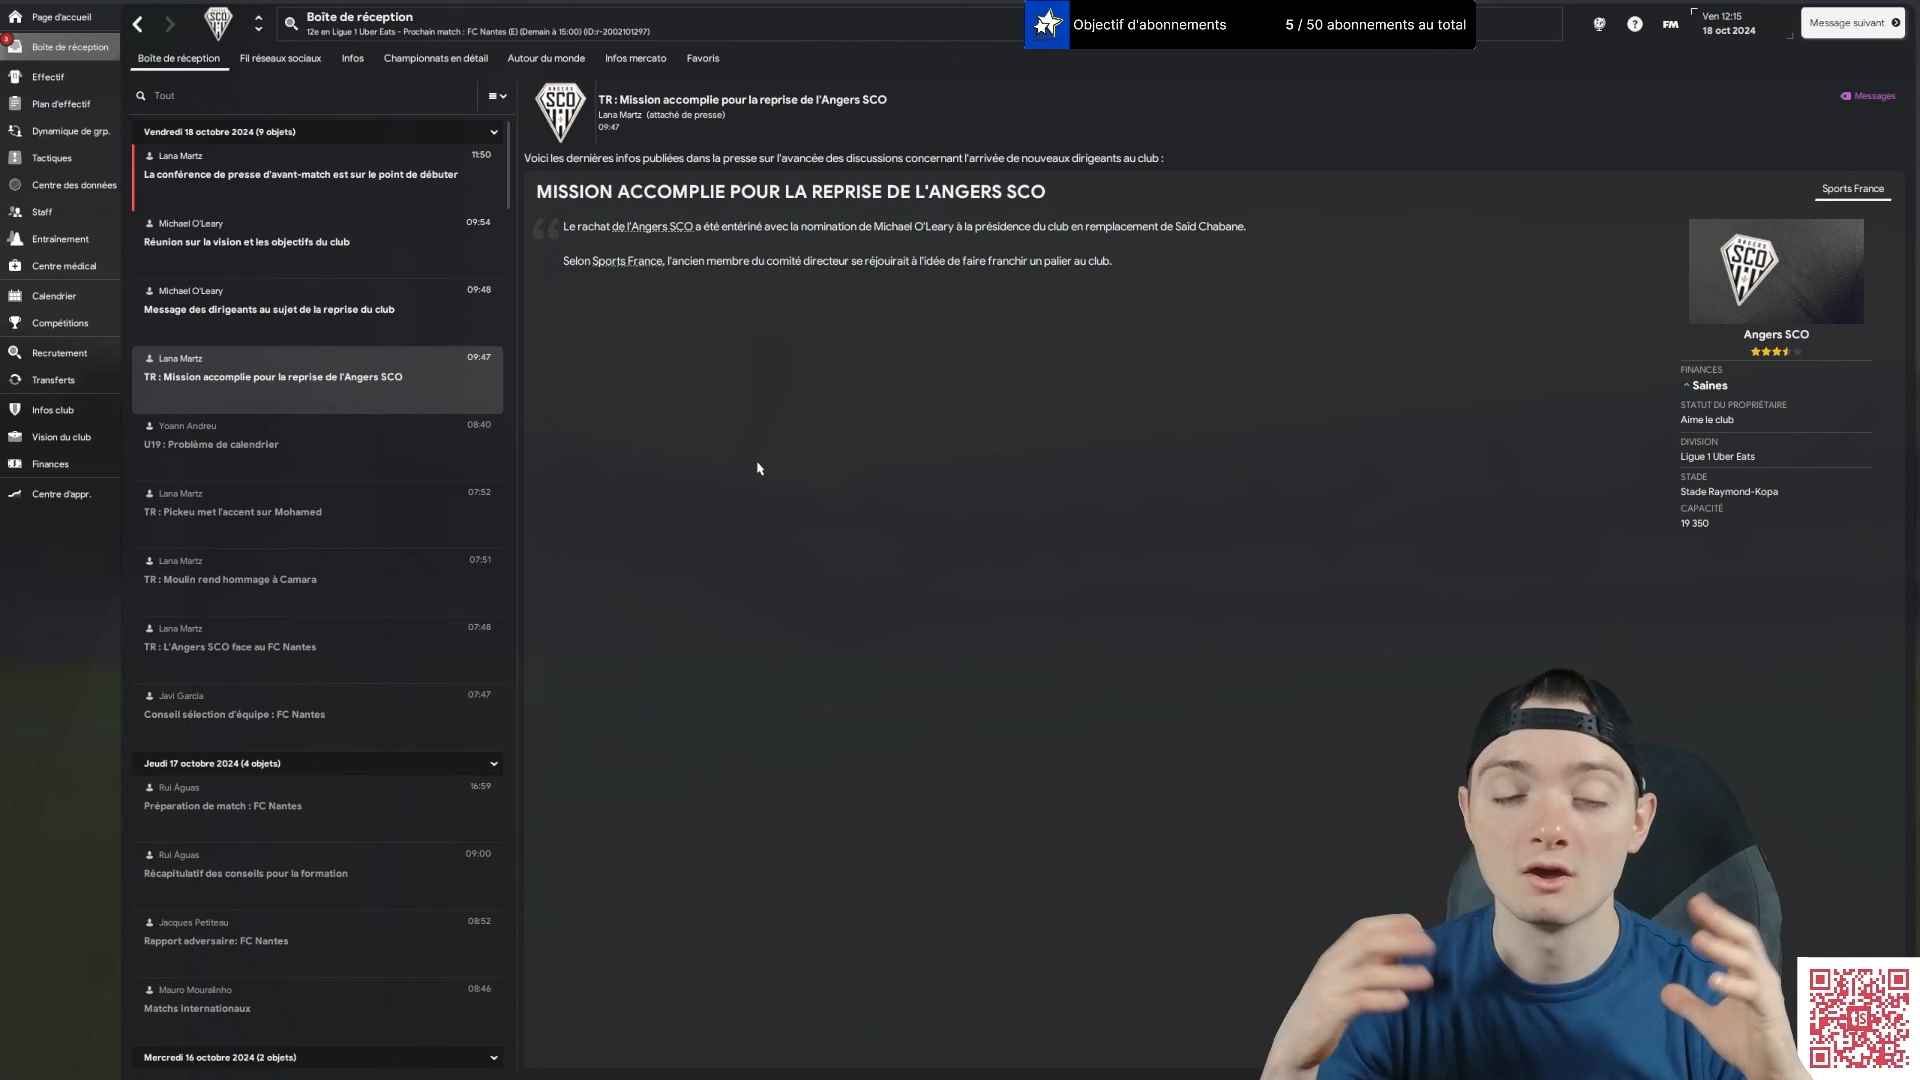 Page d'accueil
3
Boîte de réception
Effectif
Plan d'effectif
Dynamique de grp.
Tactiques
Centre des données
Staff
Entraînement
Centre médical
Calendrier
Compétitions
Recrutement
Transferts
Infos club
Vision du club
Finances
Centre d'appr.
Boîte de réception
12e en Ligue 1 Uber Eats - Prochain match : FC Nantes (E) (Demain à 15:00) (ID:r-2002101297)
Objectif d'abonnements 5 / 50 abonnements au total
FM
Ven 12:15
18 oct 2024
Message suivant
Boîte de réception Fil réseaux sociaux Infos Championnats en détail Autour du monde Infos mercato Favoris
Tout
Vendredi 18 octobre 2024 (9 objets)
Lana Martz 11:50
La conférence de presse d'avant-match est sur le point de débuter
Michael O'Leary 09:54
Réunion sur la vision et les objectifs du club
Michael O'Leary 09:48
Message des dirigeants au sujet de la reprise du club
Lana Martz 09:47
TR : Mission accomplie pour la reprise de l'Angers SCO
Yoann Andreu 08:40
U19 : Problème de calendrier
Lana Martz 07:52
TR : Pickeu met l'accent sur Mohamed
Lana Martz 07:51
TR : Moulin rend hommage à Camara
Lana Martz 07:48
TR : L'Angers SCO face au FC Nantes
Javi García 07:47
Conseil sélection d'équipe : FC Nantes
Jeudi 17 octobre 2024 (4 objets)
Rui Águas 16:59
Préparation de match : FC Nantes
Rui Águas 09:00
Récapitulatif des conseils pour la formation
Jacques Petiteau 08:52
Rapport adversaire: FC Nantes
Mauro Mouralinho 08:46
Matchs internationaux
Mercredi 16 octobre 2024 (2 objets)
ANGERS
SCO
TR : Mission accomplie pour la reprise de l'Angers SCO
Lana Martz (attaché de presse)
09:47
Messages
Voici les dernières infos publiées dans la presse sur l'avancée des discussions concernant l'arrivée de nouveaux dirigeants au club :
MISSION ACCOMPLIE POUR LA REPRISE DE L'ANGERS SCO
Sports France
Le rachat de l'Angers SCO a été entériné avec la nomination de Michael O'Leary à la présidence du club en remplacement de Saïd Chabane.
Selon Sports France, l'ancien membre du comité directeur se réjouirait à l'idée de faire franchir un palier au club.
ANGERS
SCO
Angers SCO
FINANCES
Saines
STATUT DU PROPRIÉTAIRE
Aime le club
DIVISION
Ligue 1 Uber Eats
STADE
Stade Raymond-Kopa
CAPACITÉ
19 350
tS